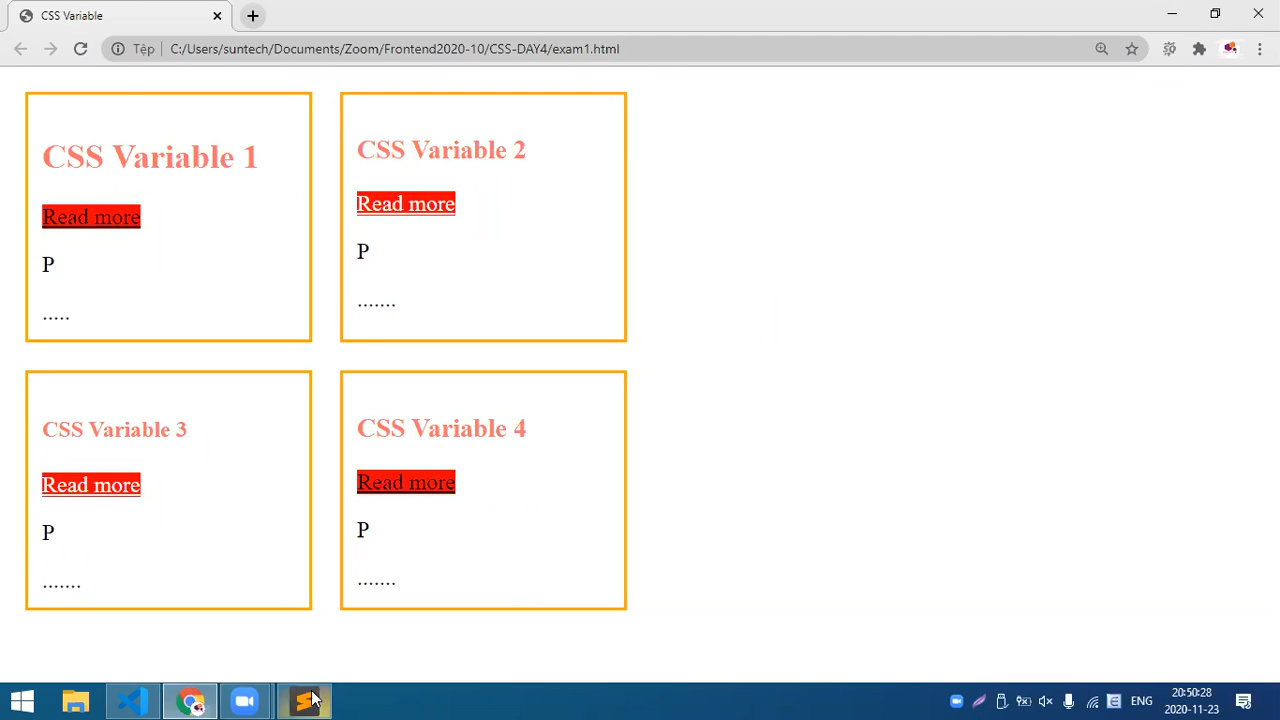 CSS Variable
Tệp C:/Users/suntech/Documents/Zoom/Frontend2020-10/CSS-DAY4/exam1.html
CSS Variable 1
Read more
P
.....
CSS Variable 2
Read more
P
.......
CSS Variable 3
Read more
P
.......
CSS Variable 4
Read more
P
.......
ENG
20:50:28
2020-11-23